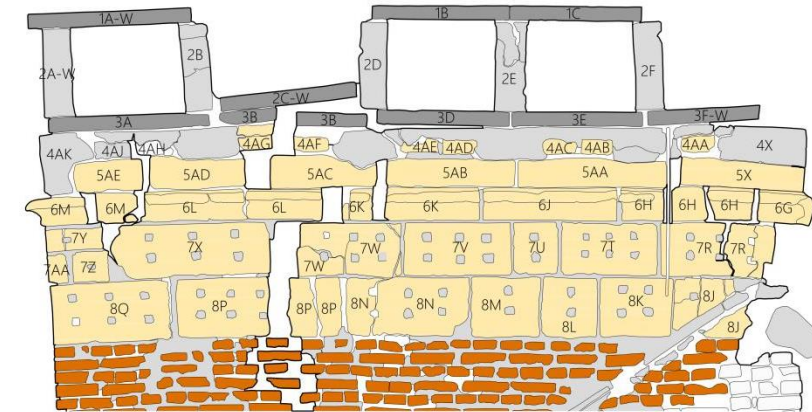 1A-W 1B 1C
2A-W 2B 2D 2E 2F
2C-W
3A 3B 3B 3D 3E 3F-W
4AK 4AJ 4AH 4AG 4AF 4AE 4AD 4AC 4AB 4AA 4X
5AE 5AD 5AC 5AB 5AA 5X
6M 6M 6L 6L 6K 6K 6J 6H 6H 6H 6G
7Y 7X 7W 7V 7U 7T 7R 7R
7AA 7Z 7W
8Q 8P 8P 8P 8N 8N 8M 8L 8K 8J
8J